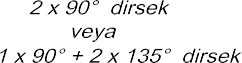 2 x 90° dirsek
veya
1 x 90° + 2 x 135° dirsek